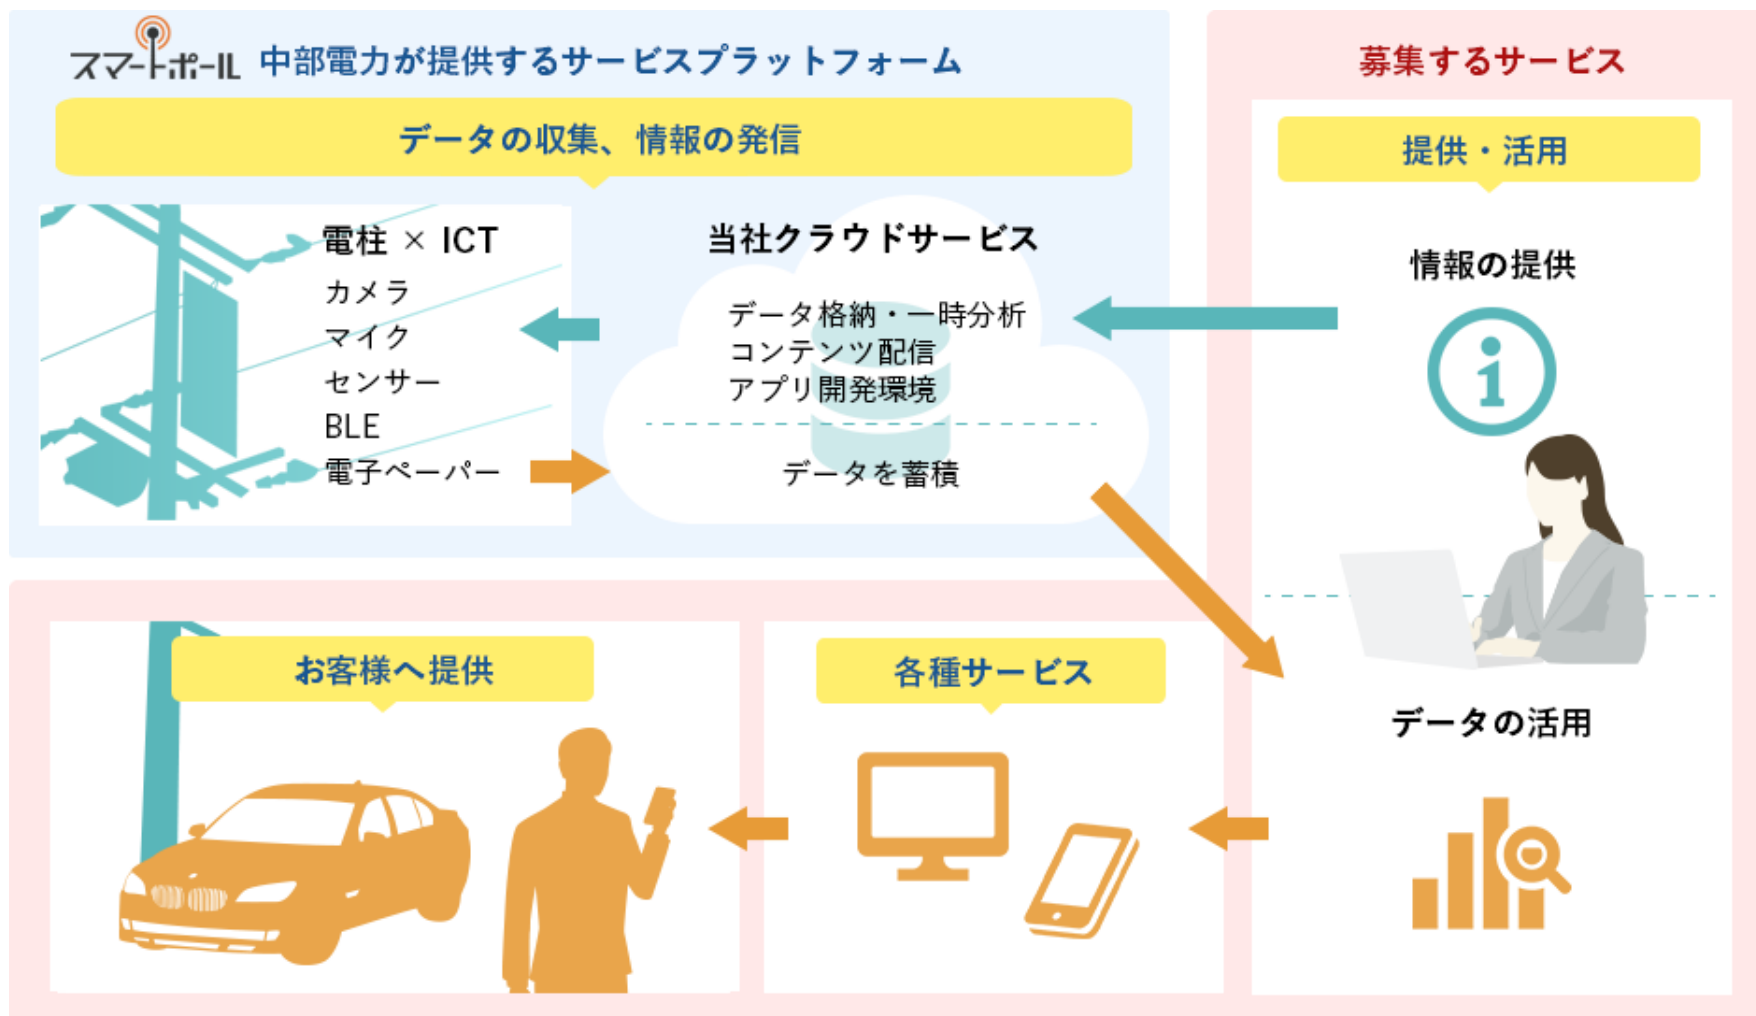 スマートポール 中部電力が提供するサービスプラットフォーム
データの収集、情報の発信
電柱 × ICT
カメラ
マイク
センサー
BLE
電子ペーパー
当社クラウドサービス
データ格納・一時分析
コンテンツ配信
アプリ開発環境
データを蓄積
募集するサービス
提供・活用
情報の提供
データの活用
各種サービス
お客様へ提供